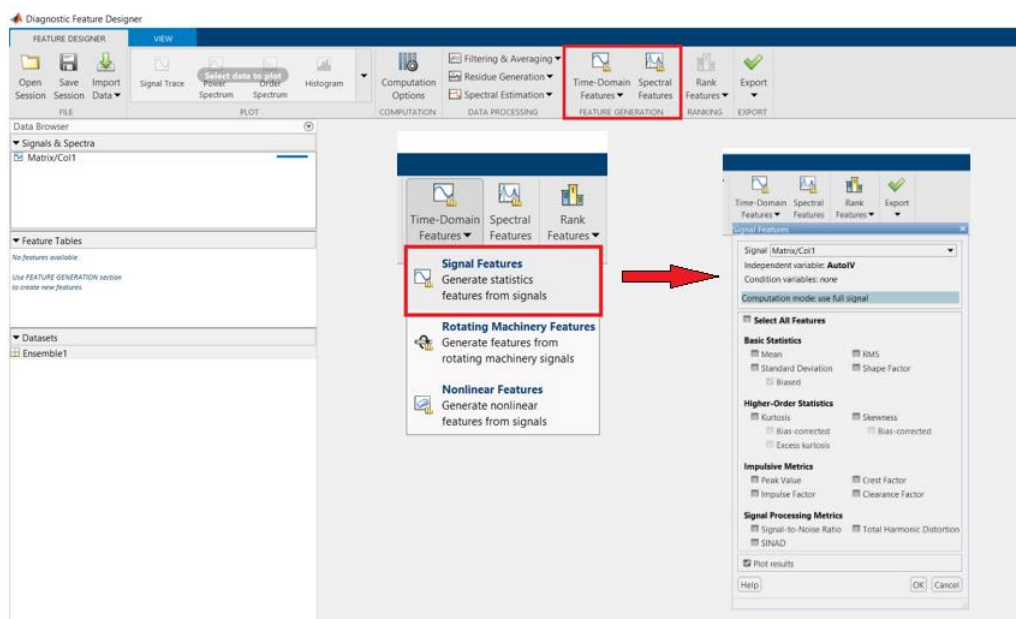 Diagnostic Feature Designer
FEATURE DESIGNER VIEW
Open Session
Save Session
Import Data
Signal Trace
Select data to plot
Power Spectrum
Order Spectrum
Histogram
Computation Options
Filtering & Averaging
Residue Generation
Spectral Estimation
Time-Domain Features
Spectral Features
Rank Features
Export
FILE PLOT COMPUTATION DATA PROCESSING FEATURE GENERATION RANKING EXPORT
Data Browser
Signals & Spectra
Matrix/Col1
Feature Tables
No features available.
Use FEATURE GENERATION section
to create new features.
Datasets
Ensemble1
Time-Domain Features
Spectral Features
Rank Features
Signal Features
Generate statistics
features from signals
Rotating Machinery Features
Generate features from
rotating machinery signals
Nonlinear Features
Generate nonlinear
features from signals
Time-Domain Features
Spectral Features
Rank Features
Export
Signal Features
Signal Matrix/Col1
Independent variable: AutoIV
Condition variables: none
Computation mode: use full signal
Select All Features
Basic Statistics
Mean RMS
Standard Deviation Shape Factor
Biased
Higher-Order Statistics
Kurtosis Skewness
Bias-corrected Bias-corrected
Excess kurtosis
Impulsive Metrics
Peak Value Crest Factor
Impulse Factor Clearance Factor
Signal Processing Metrics
Signal-to-Noise Ratio Total Harmonic Distortion
SINAD
Plot results
Help OK Cancel